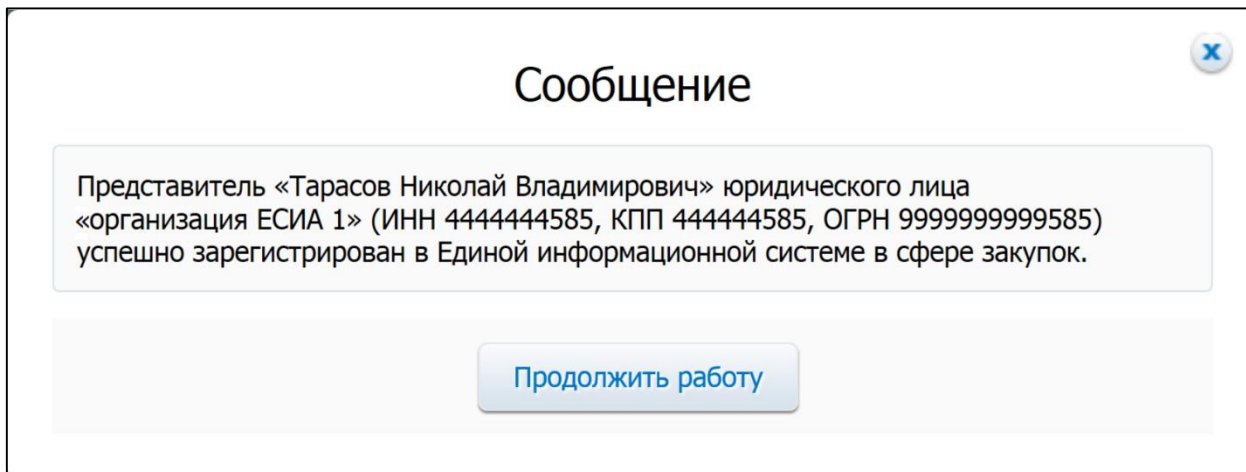 Сообщение
x
Представитель «Тарасов Николай Владимирович» юридического лица
«организация ЕСИА 1» (ИНН 4444444585, КПП 444444585, ОГРН 9999999999585)
успешно зарегистрирован в Единой информационной системе в сфере закупок.
Продолжить работу